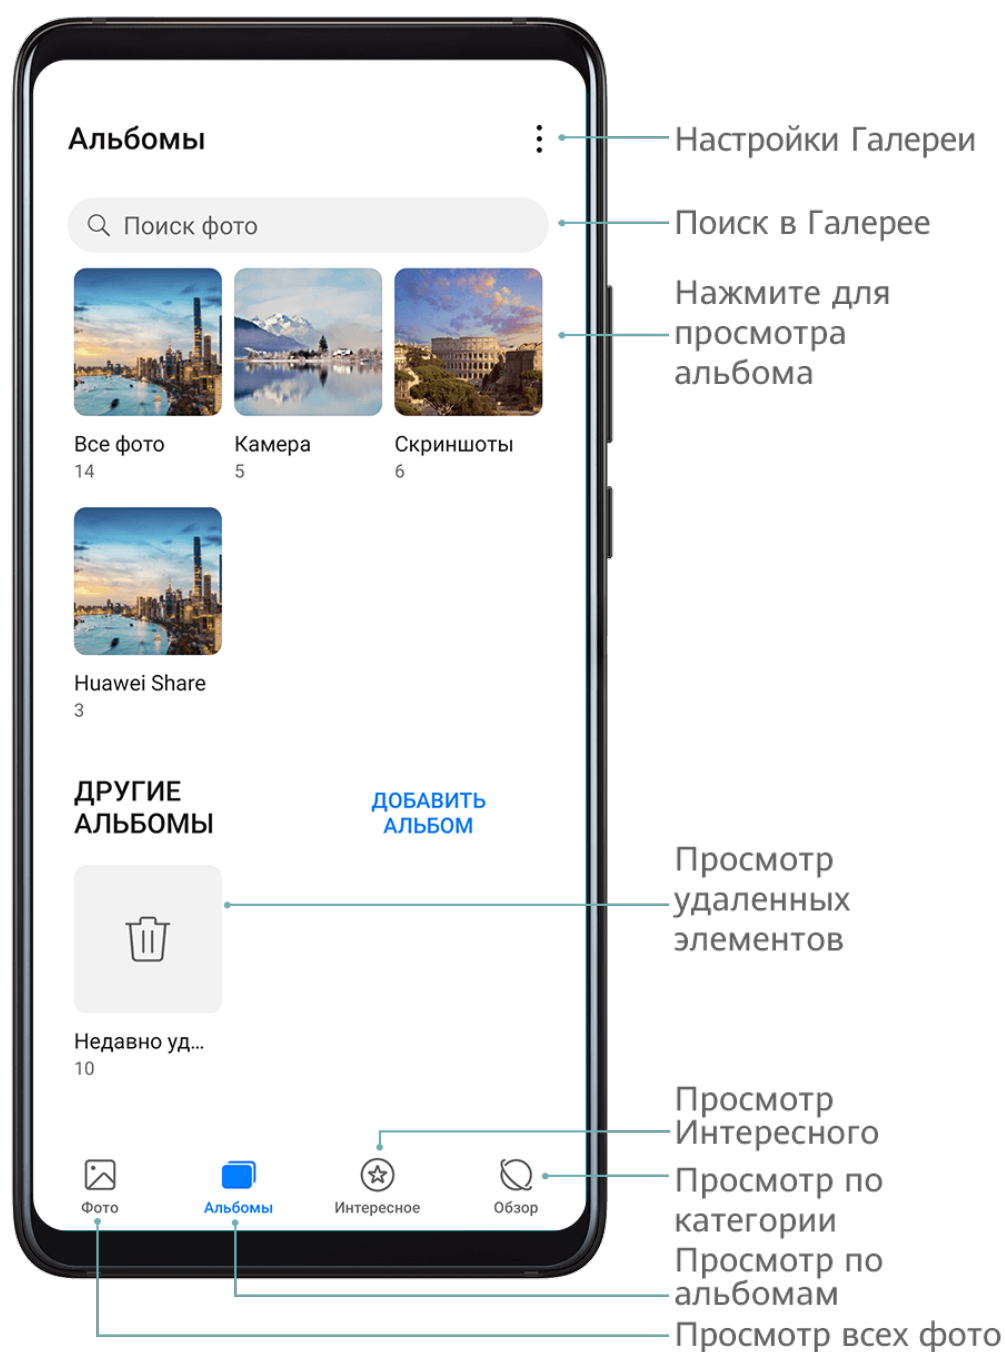 Альбомы
Настройки Галереи
Поиск фото
Поиск в Галерее
Нажмите для
просмотра
альбома
Все фото
14
Камера
5
Скриншоты
6
Huawei Share
3
ДРУГИЕ
АЛЬБОМЫ
ДОБАВИТЬ
АЛЬБОМ
Просмотр
удаленных
элементов
Недавно уд...
10
Просмотр
Интересного
Фото
Альбомы
Интересное
Обзор
Просмотр по
категории
Просмотр по
альбомам
Просмотр всех фото